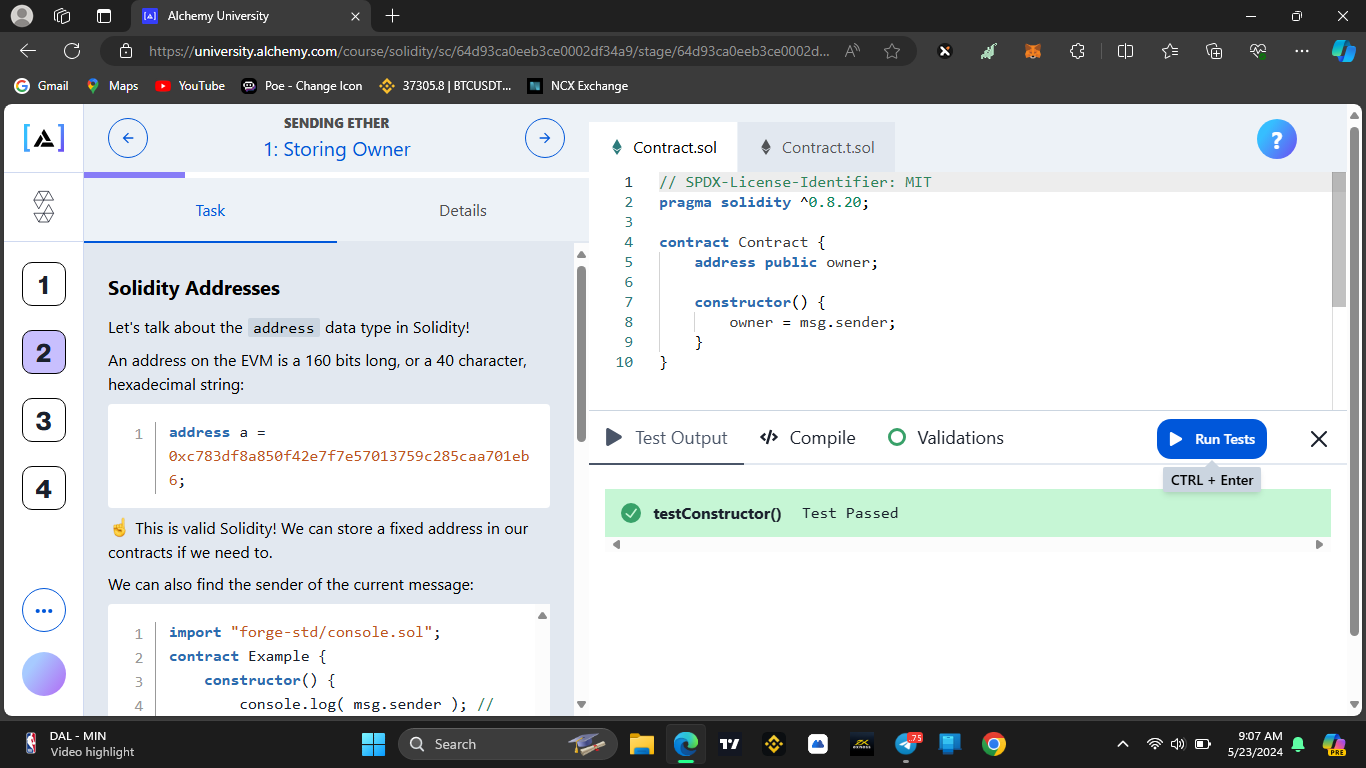 Alchemy University
https://university.alchemy.com/course/solidity/sc/64d93ca0eeb3ce0002df34a9/stage/64d93ca0eeb3ce0002d...
Gmail
Maps
YouTube
Poe - Change Icon
37305.8 | BTCUSDT...
NCX Exchange
SENDING ETHER
1: Storing Owner
Task
Details
1
2
3
4
Solidity Addresses
Let's talk about the address data type in Solidity!
An address on the EVM is a 160 bits long, or a 40 character,
hexadecimal string:
1 address a =
0xc783df8a850f42e7f7e57013759c285caa701eb
6;
☝️ This is valid Solidity! We can store a fixed address in our
contracts if we need to.
We can also find the sender of the current message:
1 import "forge-std/console.sol";
2 contract Example {
3 constructor() {
4 console.log( msg.sender ); //
Contract.sol
Contract.t.sol
?
1 // SPDX-License-Identifier: MIT
2 pragma solidity ^0.8.20;
3
4 contract Contract {
5 address public owner;
6
7 constructor() {
8 owner = msg.sender;
9 }
10 }
Test Output
Compile
Validations
Run Tests
CTRL + Enter
testConstructor() Test Passed
DAL - MIN
Video highlight
Search
.75
9:07 AM
5/23/2024
PRE